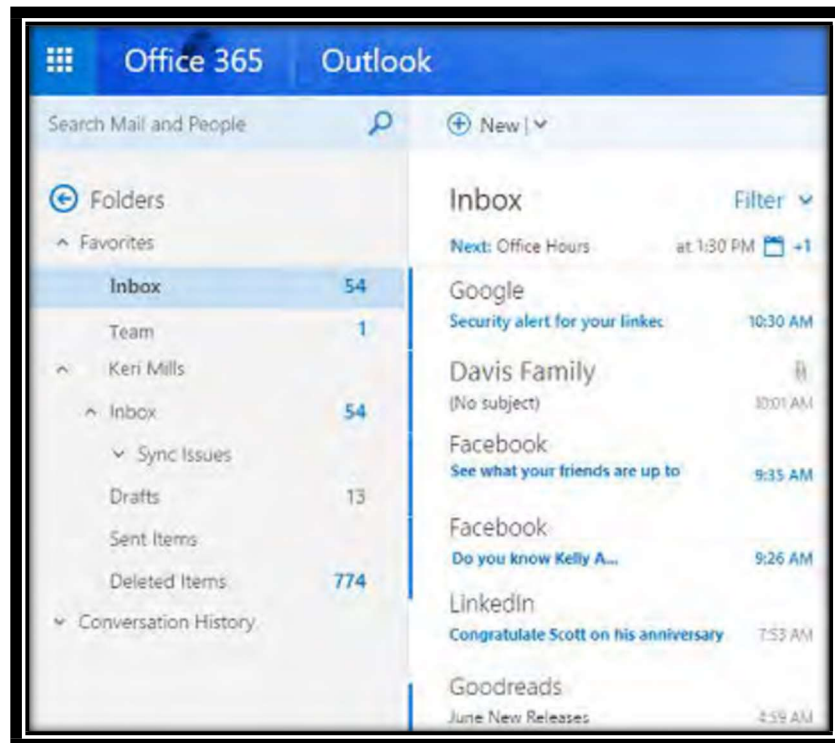 Office 365 Outlook
Search Mail and People
New
Folders
Favorites
Inbox 54
Team 1
Keri Mills
Inbox 54
Sync Issues
Drafts 13
Sent Items
Deleted Items 774
Conversation History
Inbox Filter
Next: Office Hours at 1:30 PM +1
Google
Security alert for your linkec 10:30 AM
Davis Family
(No subject) 10:01 AM
Facebook
See what your friends are up to 9:35 AM
Facebook
Do you know Kelly A... 9:26 AM
LinkedIn
Congratulate Scott on his anniversary 7:53 AM
Goodreads
June New Releases 4:59 AM